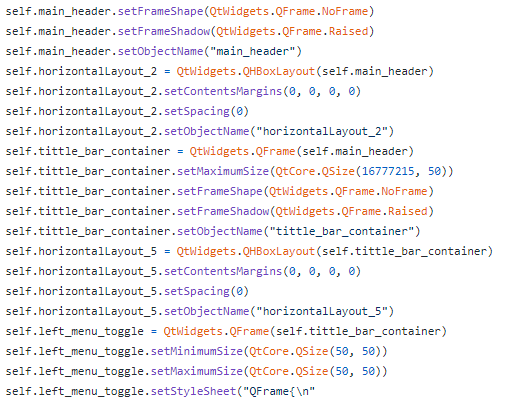 self.main_header.setFrameShape(QtWidgets.QFrame.NoFrame)
self.main_header.setFrameShadow(QtWidgets.QFrame.Raised)
self.main_header.setObjectName("main_header")
self.horizontalLayout_2 = QtWidgets.QHBoxLayout(self.main_header)
self.horizontalLayout_2.setContentsMargins(0, 0, 0, 0)
self.horizontalLayout_2.setSpacing(0)
self.horizontalLayout_2.setObjectName("horizontalLayout_2")
self.tittle_bar_container = QtWidgets.QFrame(self.main_header)
self.tittle_bar_container.setMaximumSize(QtCore.QSize(16777215, 50))
self.tittle_bar_container.setFrameShape(QtWidgets.QFrame.NoFrame)
self.tittle_bar_container.setFrameShadow(QtWidgets.QFrame.Raised)
self.tittle_bar_container.setObjectName("tittle_bar_container")
self.horizontalLayout_5 = QtWidgets.QHBoxLayout(self.tittle_bar_container)
self.horizontalLayout_5.setContentsMargins(0, 0, 0, 0)
self.horizontalLayout_5.setSpacing(0)
self.horizontalLayout_5.setObjectName("horizontalLayout_5")
self.left_menu_toggle = QtWidgets.QFrame(self.tittle_bar_container)
self.left_menu_toggle.setMinimumSize(QtCore.QSize(50, 50))
self.left_menu_toggle.setMaximumSize(QtCore.QSize(50, 50))
self.left_menu_toggle.setStyleSheet("QFrame{\n"